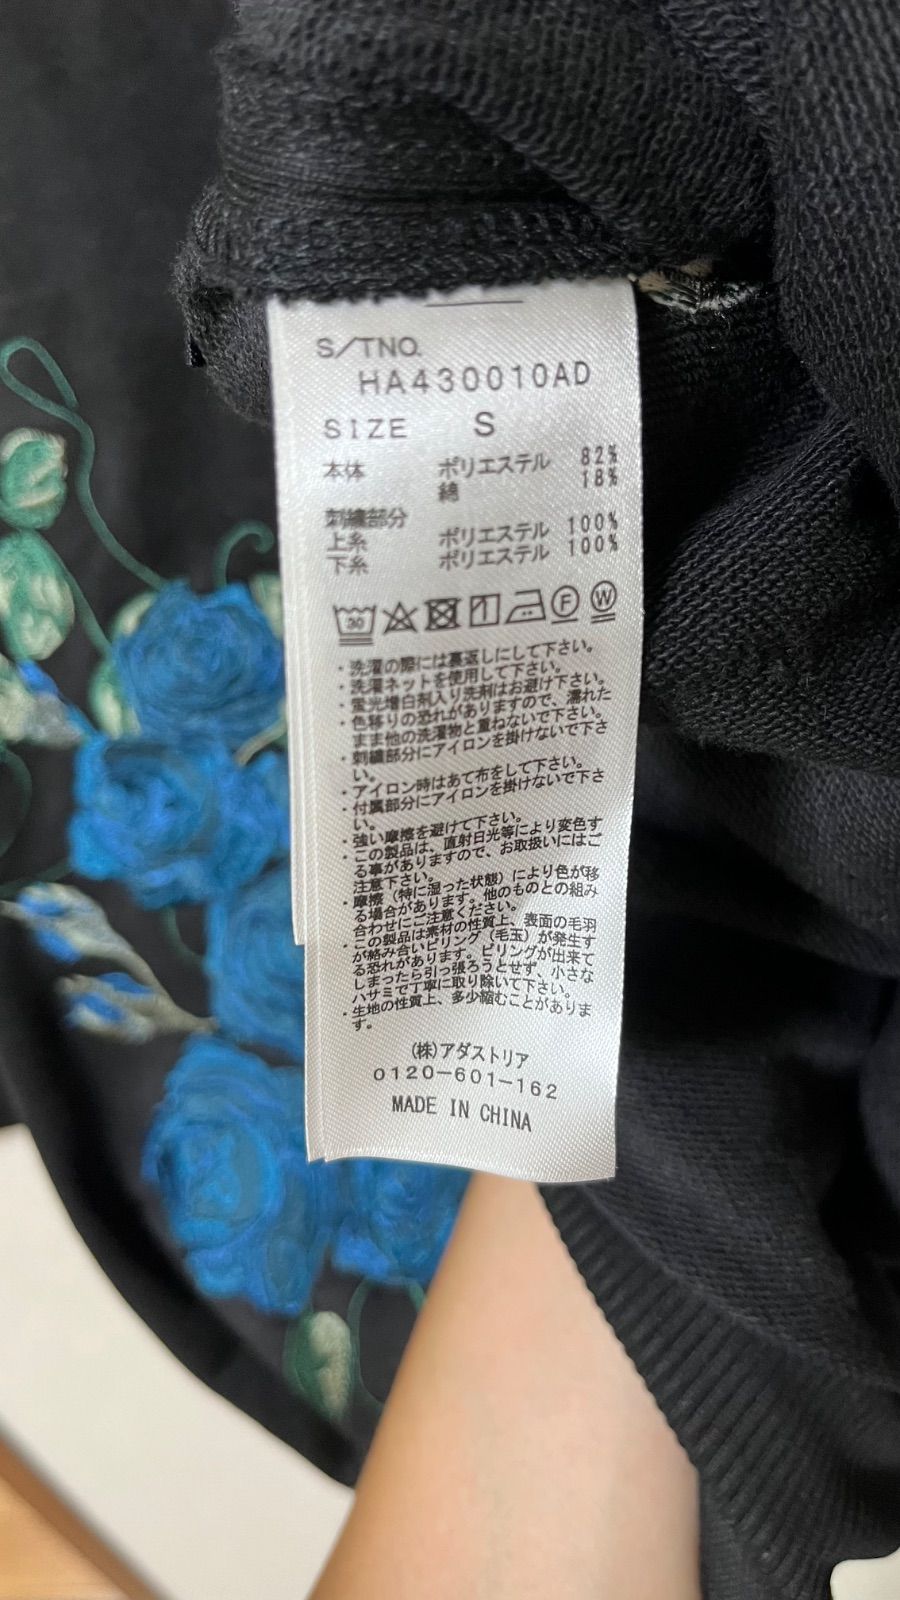 S/TNO.
HA430010AD
SIZE S
本体 ポリエステル 82%
綿 18%
刺繍部分
上糸 ポリエステル 100%
下糸 ポリエステル 100%
30 F W
・洗濯の際には裏返しにして下さい。
・洗濯ネットを使用して下さい。
・蛍光増白剤入り洗剤はお避け下さい。
・色移りの恐れがありますので、濡れた
まま他の洗濯物と重ねないで下さい。
・刺繍部分にアイロンを掛けないで下さ
い。
・アイロン時はあて布をして下さい。
・付属部分にアイロンを掛けないで下さ
い。
・強い摩擦を避けて下さい。
・この製品は、直射日光等により変色す
る事がありますので、お取扱いにはご
注意下さい。
・摩擦（特に湿った状態）により色が移
る場合があります。他のものとの組み
合わせにご注意ください。
・この製品は素材の性質上、表面の毛羽
が絡み合いピリング（毛玉）が発生す
る恐れがあります。ピリングが出来て
しまったら引っ張ろうとせず、小さな
ハサミで丁寧に取り除いて下さい。
・生地の性質上、多少縮むことがありま
す。
(株)アダストリア
0120-601-162
MADE IN CHINA